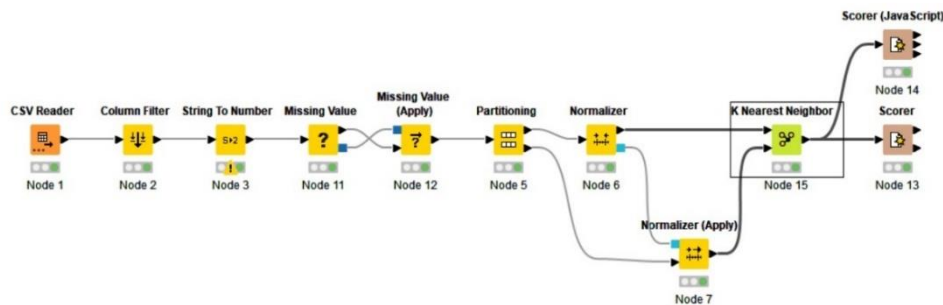 Scorer (JavaScript)
Node 14
CSV Reader
Node 1
Column Filter
Node 2
String To Number
S▸2
!
Node 3
Missing Value
?
Node 11
Missing Value
(Apply)
?
Node 12
Partitioning
Node 5
Normalizer
Node 6
K Nearest Neighbor
Node 15
Scorer
Node 13
Normalizer (Apply)
Node 7